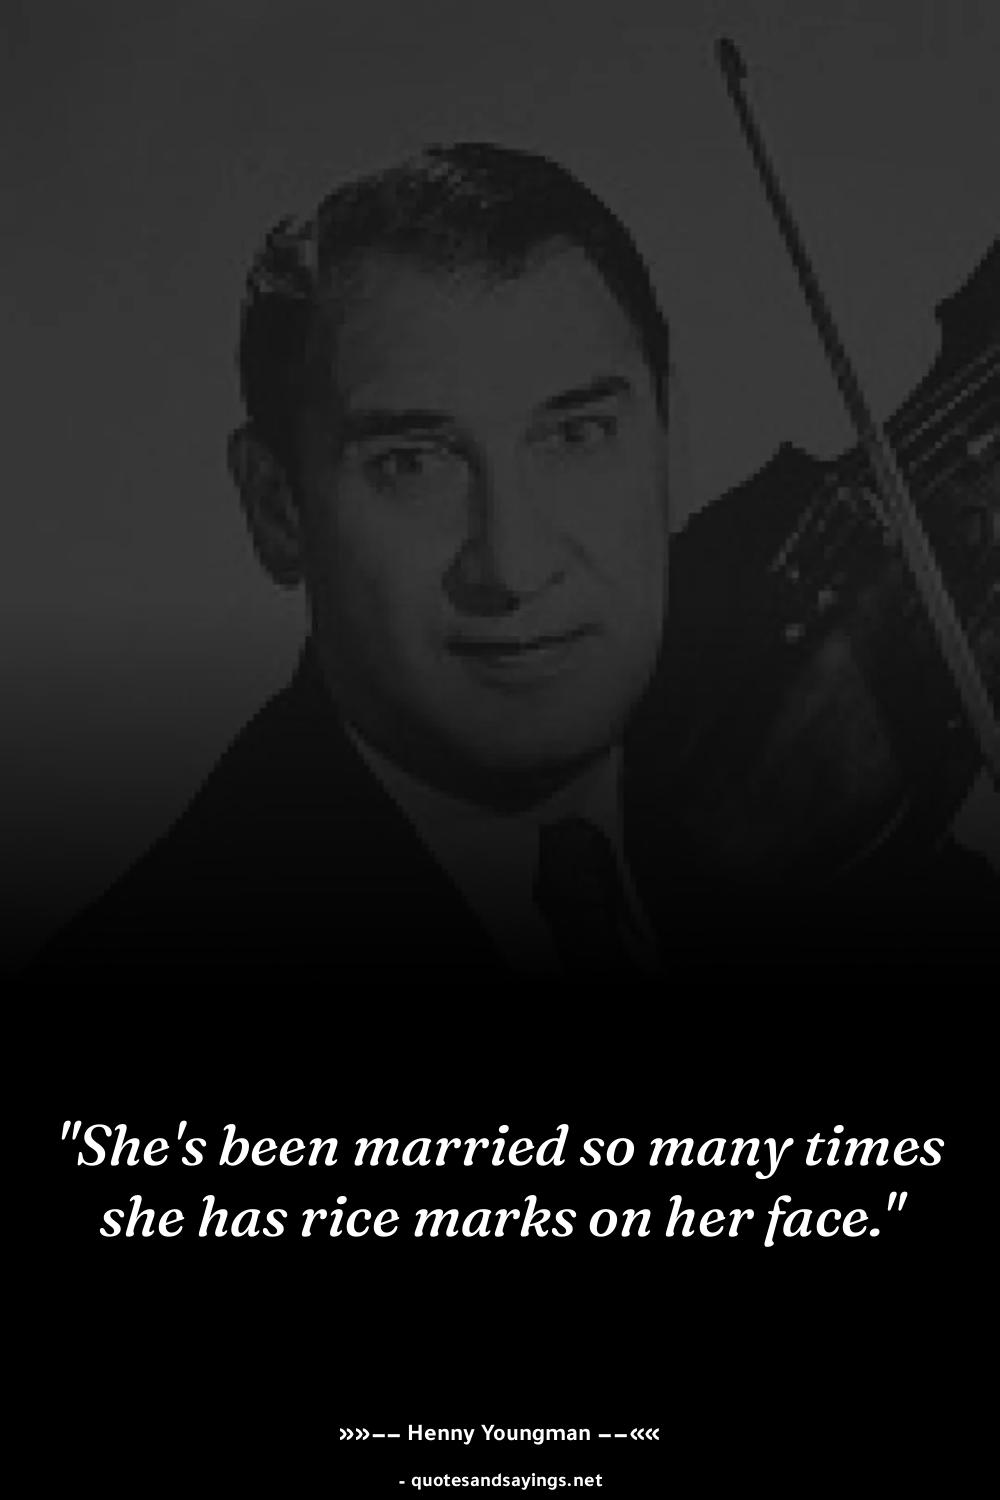 "She's been married so many times
she has rice marks on her face."
»»−− Henny Youngman −−««
- quotesandsayings.net